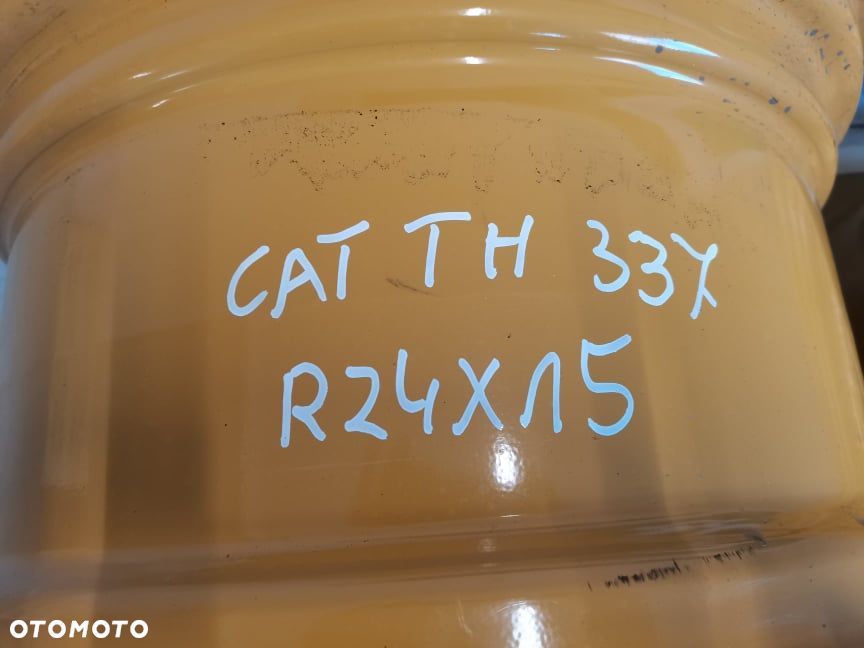 CAT TH 337
R24X15
OTOMOTO